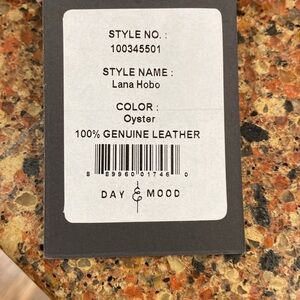 STYLE NO. :
100345501
STYLE NAME :
Lana Hobo
COLOR :
Oyster
100% GENUINE LEATHER
8 89960 01746 0
DAY & MOOD